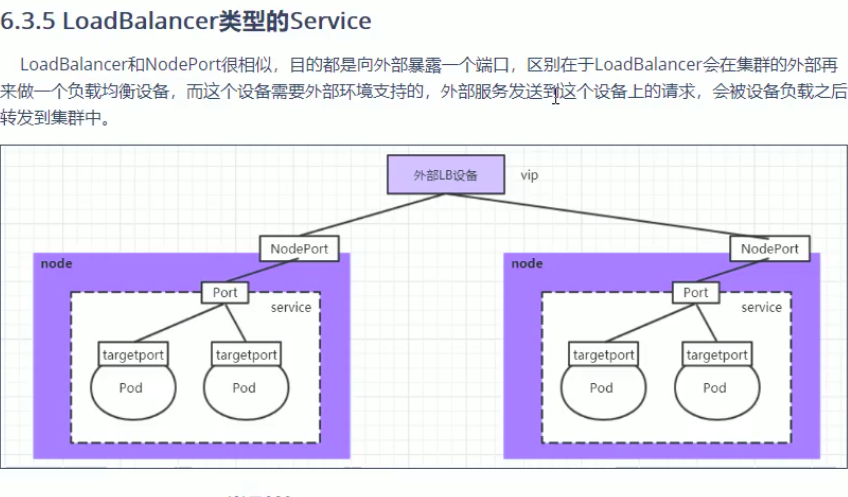 6.3.5 LoadBalancer类型的Service
LoadBalancer和NodePort很相似，目的都是向外部暴露一个端口，区别在于LoadBalancer会在集群的外部再
来做一个负载均衡设备，而这个设备需要外部环境支持的，外部服务发送到这个设备上的请求，会被设备负载之后
转发到集群中。
外部LB设备
vip
NodePort
NodePort
node
node
Port
Port
service
service
targetport
targetport
targetport
targetport
Pod
Pod
Pod
Pod